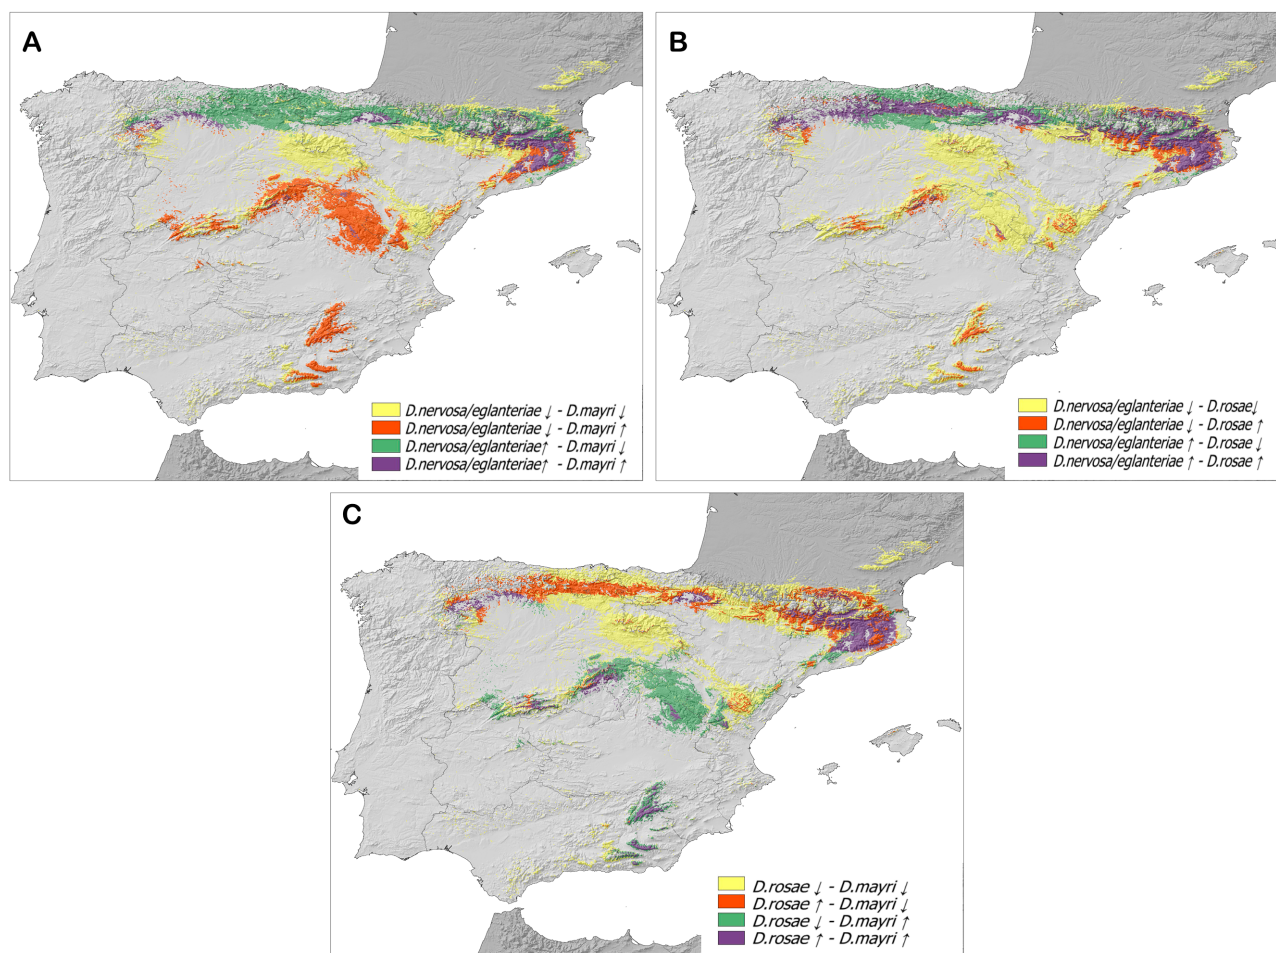 A
D.nervosa/eglanteriae ↓ - D.mayri ↓
D.nervosa/eglanteriae ↓ - D.mayri ↑
D.nervosa/eglanteriae↑ - D.mayri ↓
D.nervosa/eglanteriae↑ - D.mayri ↑
B
D.nervosa/eglanteriae ↓ - D.rosae↓
D.nervosa/eglanteriae ↓ - D.rosae ↑
D.nervosa/eglanteriae ↑ - D.rosae ↓
D.nervosa/eglanteriae ↑ - D.rosae ↑
C
D.rosae ↓ - D.mayri ↓
D.rosae ↑ - D.mayri ↓
D.rosae ↓ - D.mayri ↑
D.rosae ↑ - D.mayri ↑